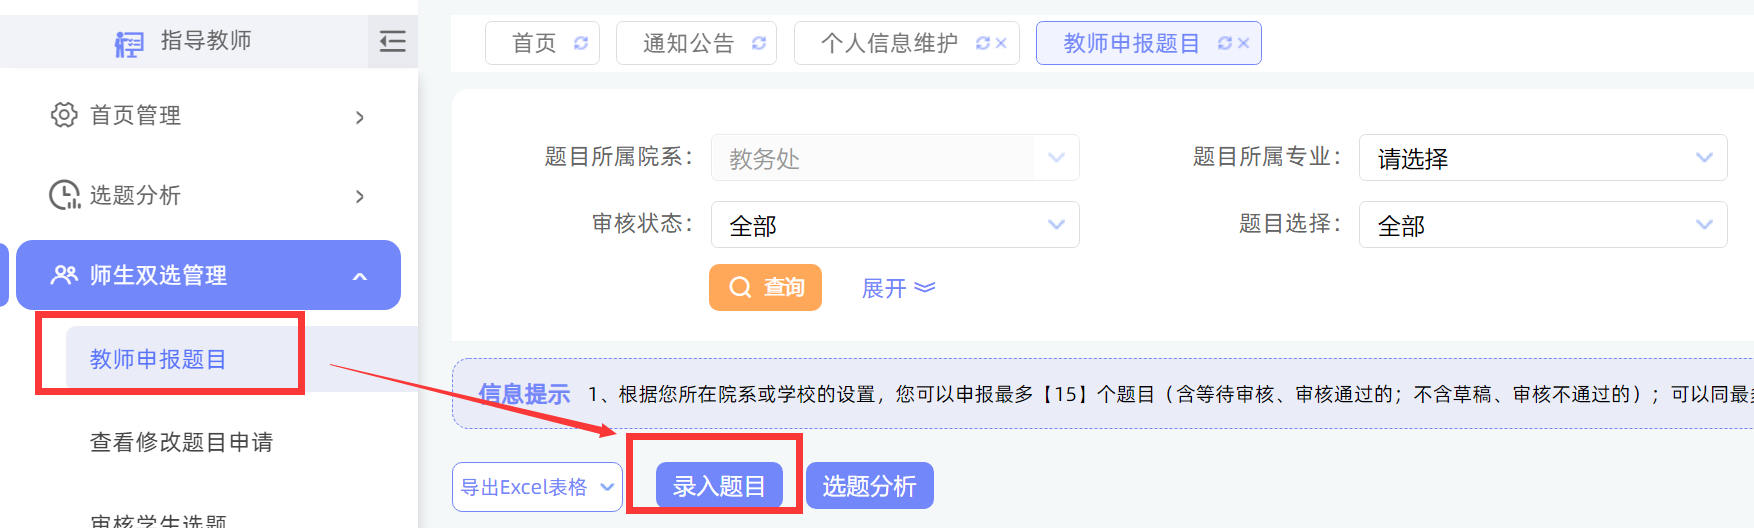 指导教师
首页
通知公告
个人信息维护
教师申报题目
首页管理
选题分析
师生双选管理
教师申报题目
查看修改题目申请
审核学生选题
题目所属院系：
教务处
题目所属专业：
请选择
审核状态：
全部
题目选择：
全部
查询
展开
信息提示 1、根据您所在院系或学校的设置，您可以申报最多【15】个题目（含等待审核、审核通过的；不含草稿、审核不通过的）；可以同最多
导出Excel表格
录入题目
选题分析